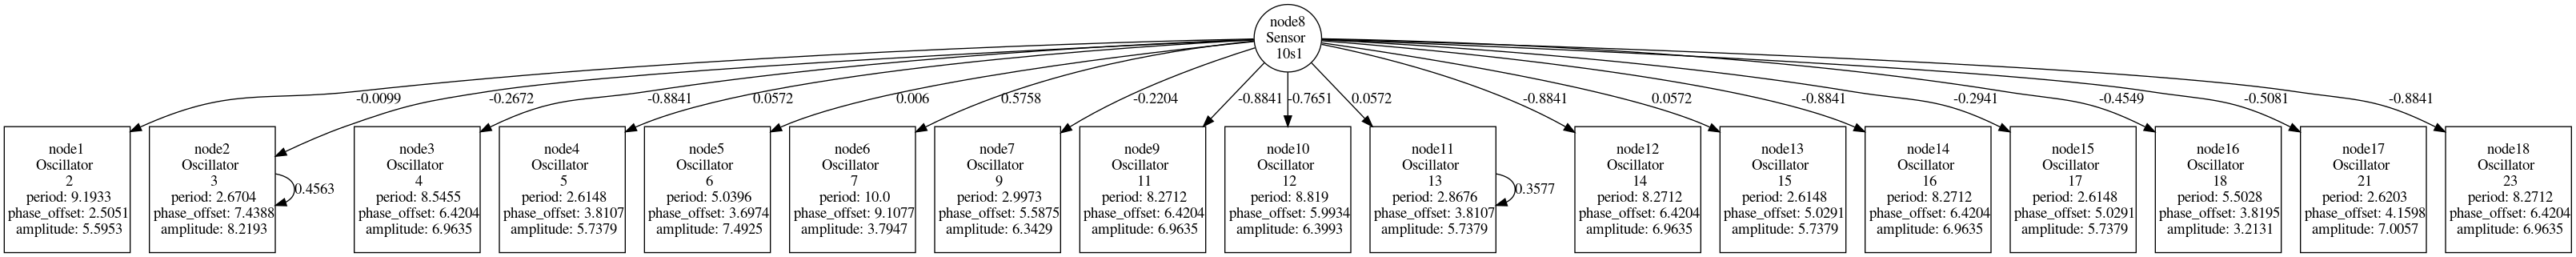 node8
Sensor
10s1
-0.0099
-0.2672
-0.8841
0.0572
0.006
0.5758
-0.2204
-0.8841
-0.7651
0.0572
-0.8841
0.0572
-0.8841
-0.2941
-0.4549
-0.5081
-0.8841
node1
Oscillator
2
period: 9.1933
phase_offset: 2.5051
amplitude: 5.5953
node2
Oscillator
3
period: 2.6704
phase_offset: 7.4388
amplitude: 8.2193
0.4563
node3
Oscillator
4
period: 8.5455
phase_offset: 6.4204
amplitude: 6.9635
node4
Oscillator
5
period: 2.6148
phase_offset: 3.8107
amplitude: 5.7379
node5
Oscillator
6
period: 5.0396
phase_offset: 3.6974
amplitude: 7.4925
node6
Oscillator
7
period: 10.0
phase_offset: 9.1077
amplitude: 3.7947
node7
Oscillator
9
period: 2.9973
phase_offset: 5.5875
amplitude: 6.3429
node9
Oscillator
11
period: 8.2712
phase_offset: 6.4204
amplitude: 6.9635
node10
Oscillator
12
period: 8.819
phase_offset: 5.9934
amplitude: 6.3993
node11
Oscillator
13
period: 2.8676
phase_offset: 3.8107
amplitude: 5.7379
0.3577
node12
Oscillator
14
period: 8.2712
phase_offset: 6.4204
amplitude: 6.9635
node13
Oscillator
15
period: 2.6148
phase_offset: 5.0291
amplitude: 5.7379
node14
Oscillator
16
period: 8.2712
phase_offset: 6.4204
amplitude: 6.9635
node15
Oscillator
17
period: 2.6148
phase_offset: 5.0291
amplitude: 5.7379
node16
Oscillator
18
period: 5.5028
phase_offset: 3.8195
amplitude: 3.2131
node17
Oscillator
21
period: 2.6203
phase_offset: 4.1598
amplitude: 7.0057
node18
Oscillator
23
period: 8.2712
phase_offset: 6.4204
amplitude: 6.9635